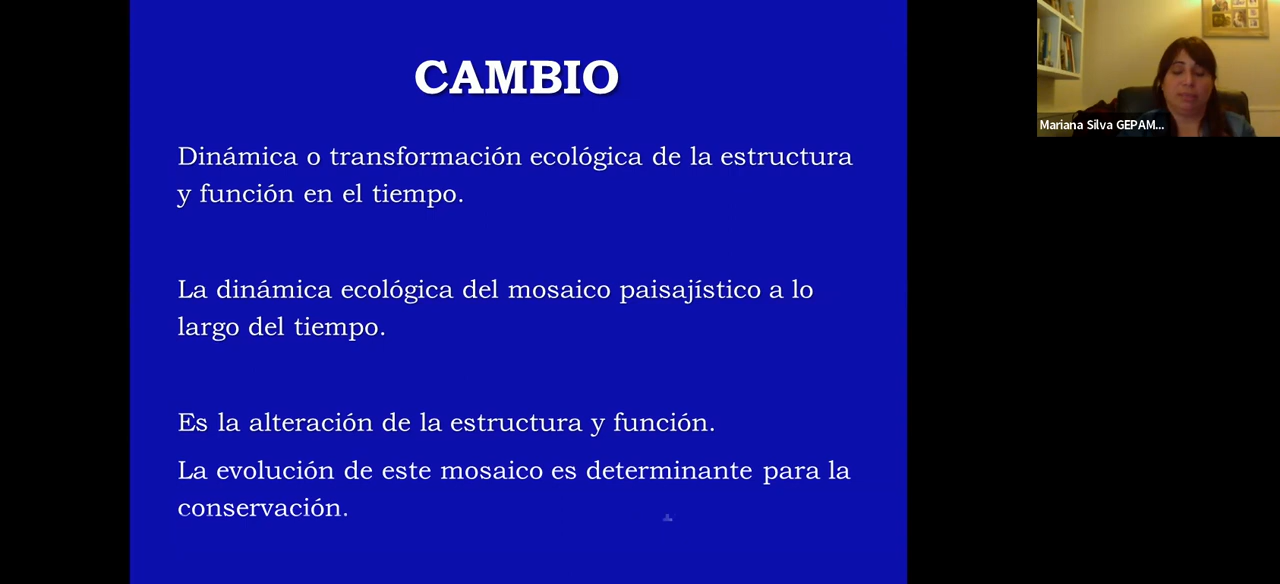 CAMBIO
Dinámica o transformación ecológica de la estructura
y función en el tiempo.
La dinámica ecológica del mosaico paisajístico a lo
largo del tiempo.
Es la alteración de la estructura y función.
La evolución de este mosaico es determinante para la
conservación.
Mariana Silva GEPAM...